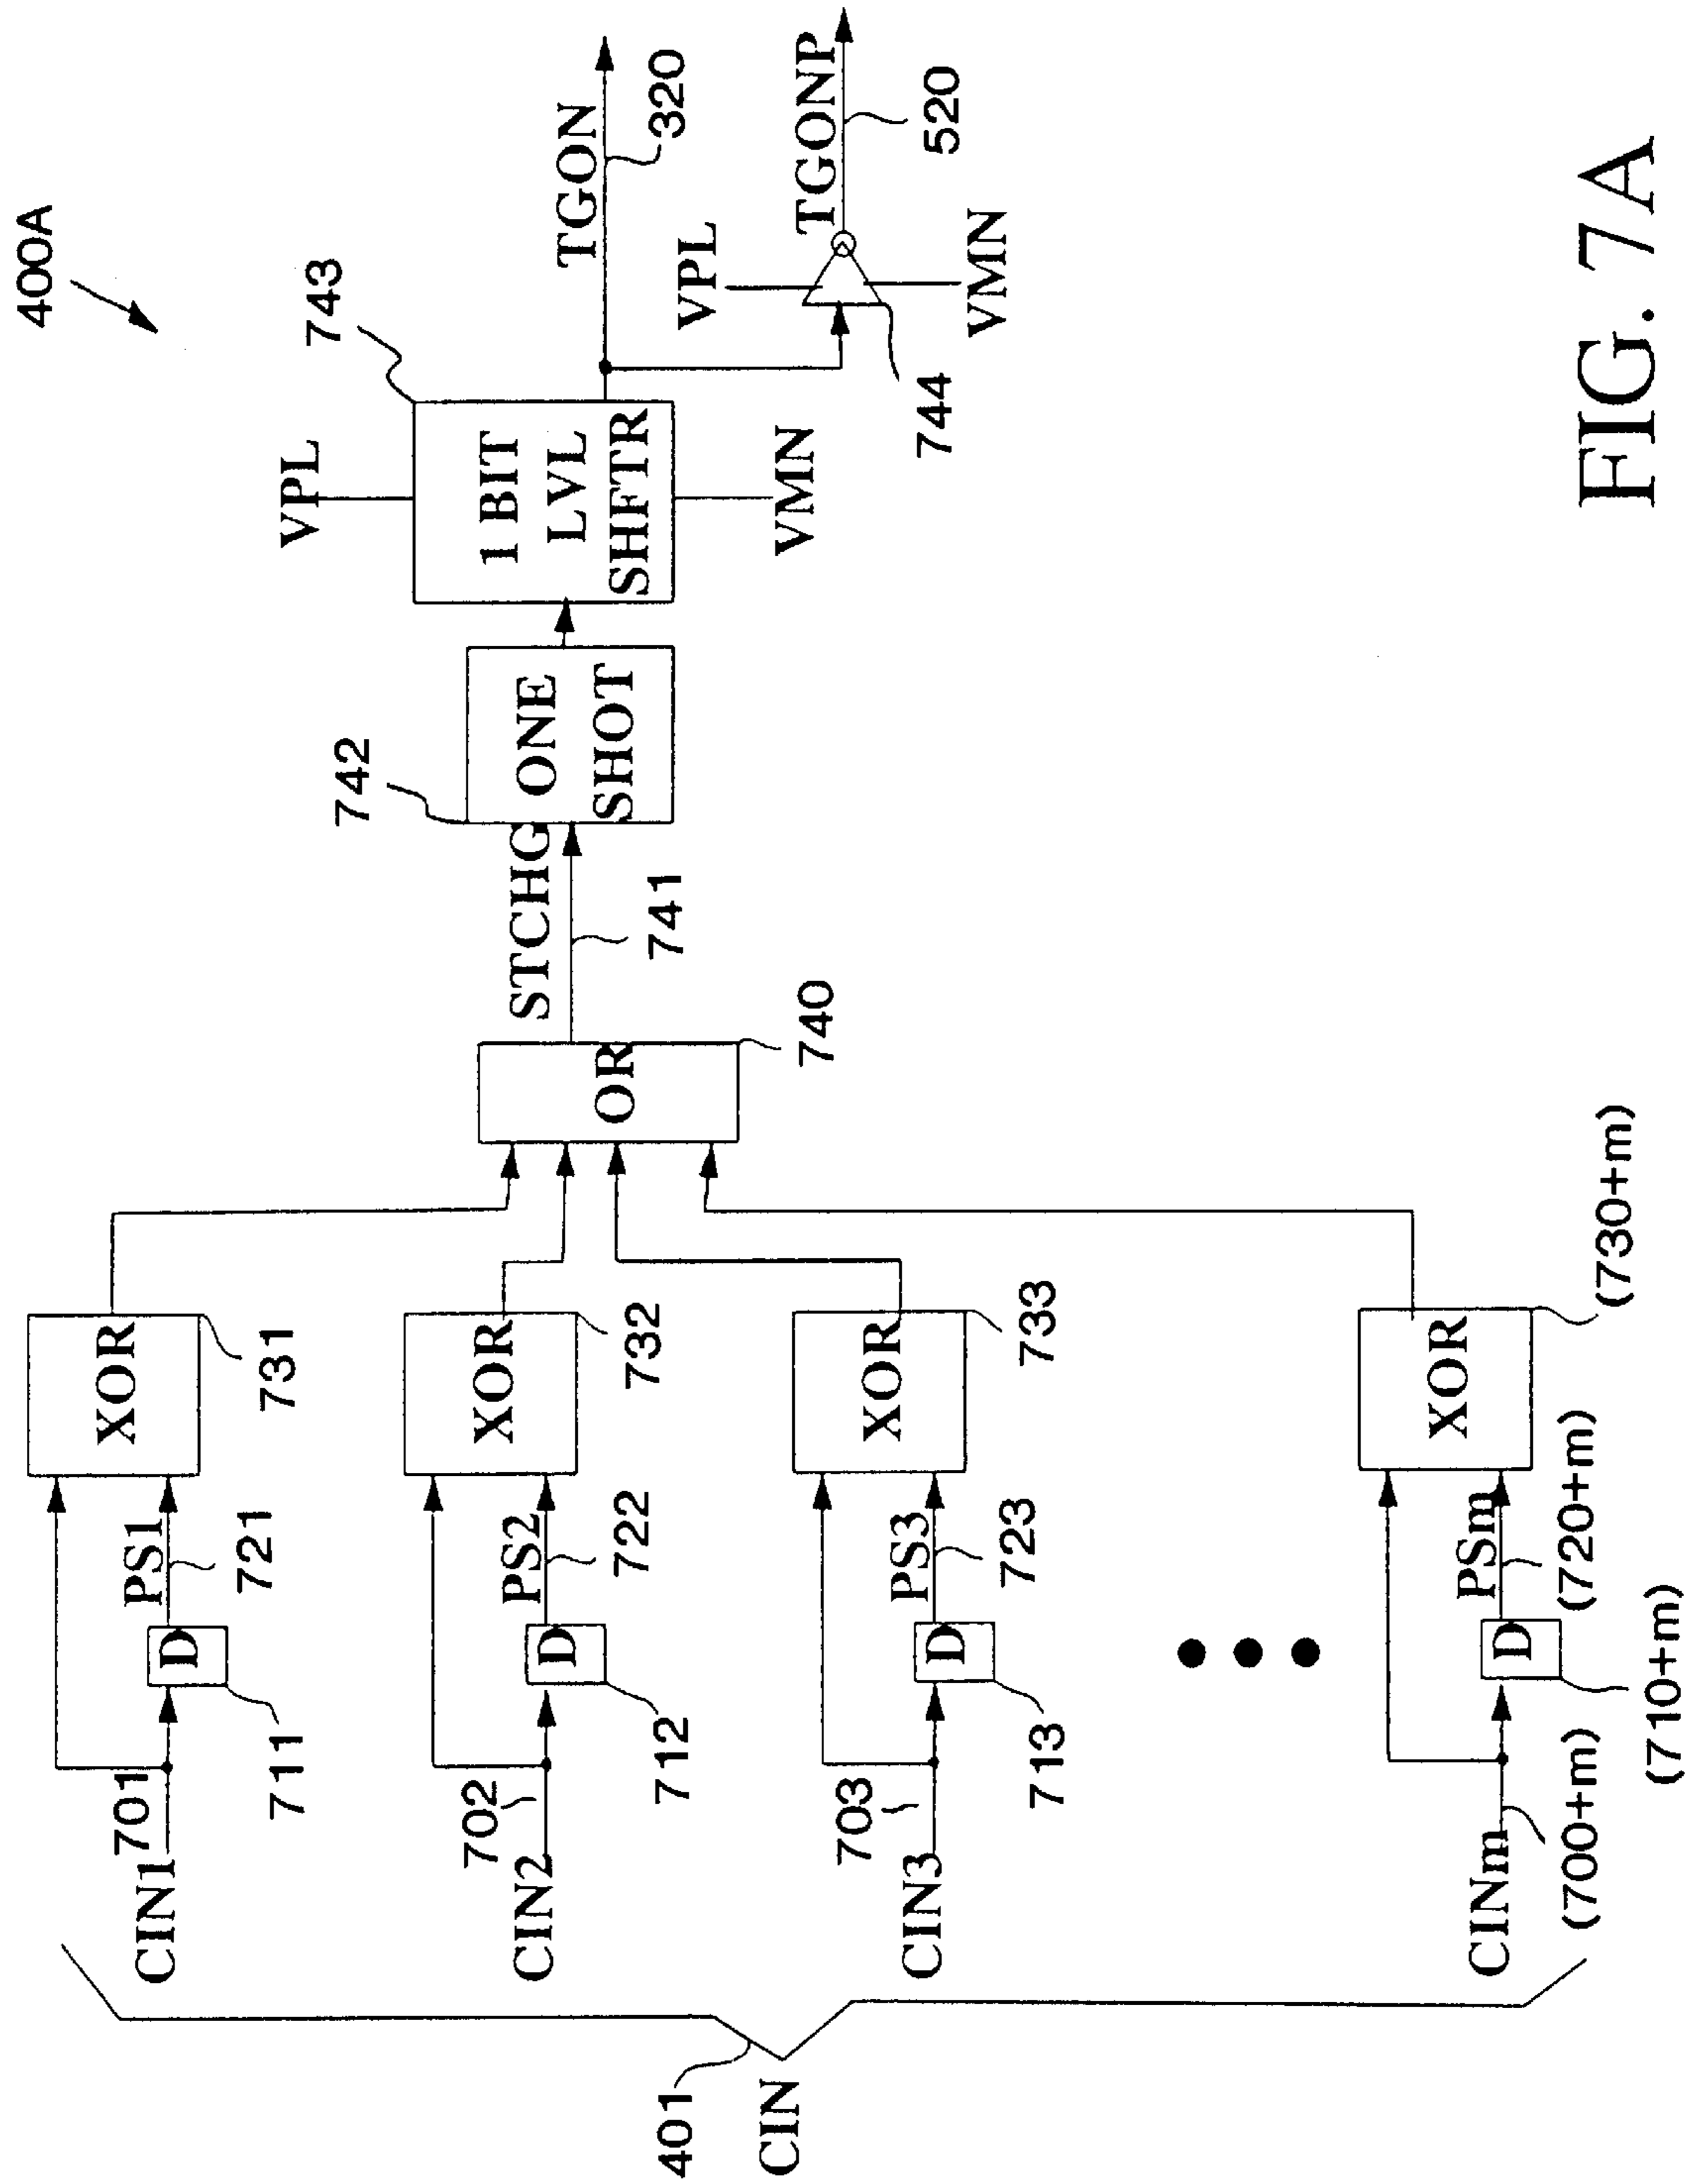 400A
CIN1
701
711
D
PS1
721
XOR
731
CIN2
702
712
D
PS2
722
XOR
732
CIN3
703
713
D
PS3
723
XOR
733
CINm
(700+m)
(710+m)
D
PSm
(720+m)
XOR
(730+m)
401
CIN
OR
740
STCHG
741
742
ONE
SHOT
743
VPL
1 BIT
LVL
SHFTR
VMN
TGON
320
VPL
744
VMN
TGONP
520
FIG. 7A